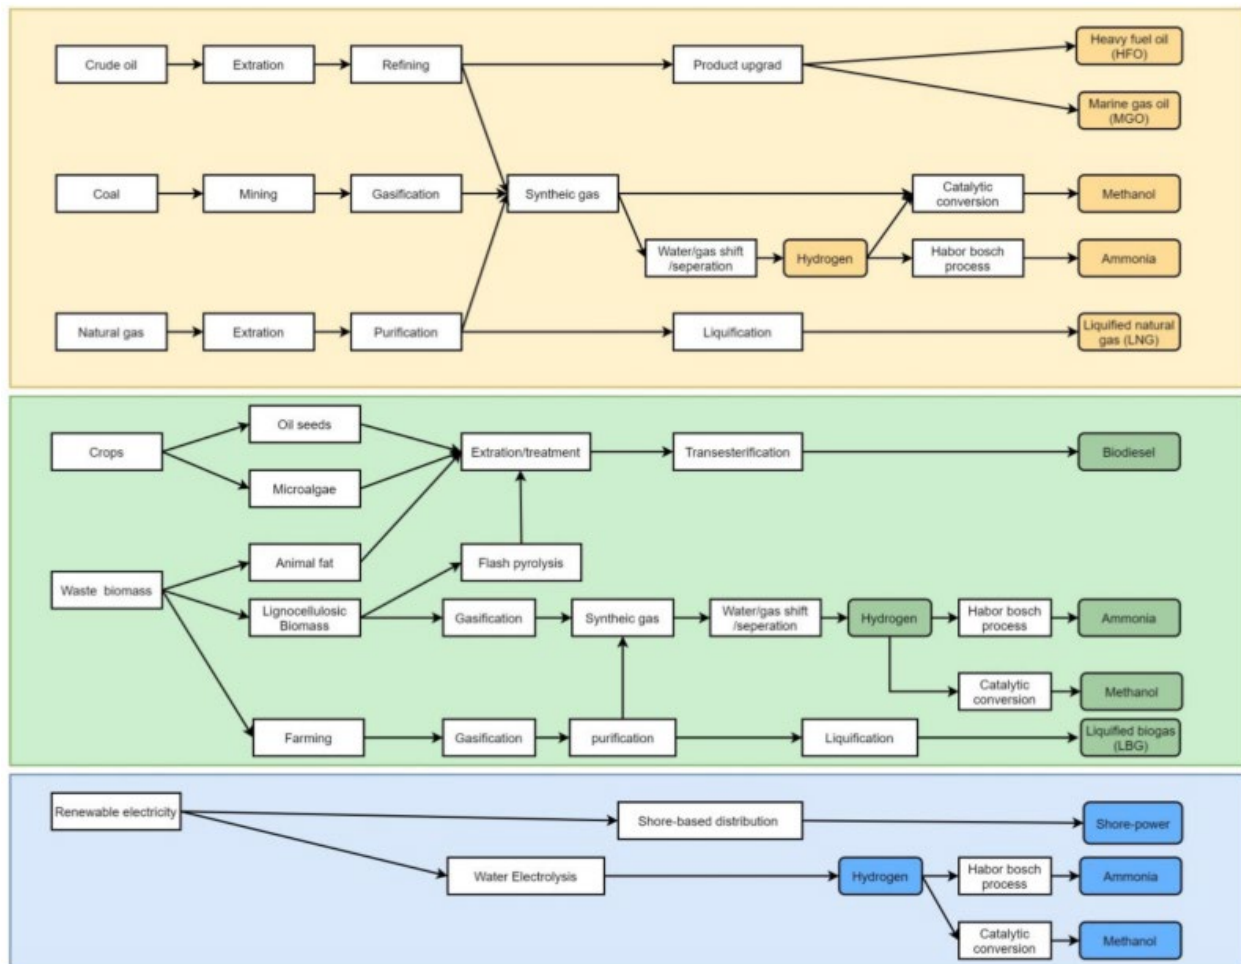 Crude oil
Extration
Refining
Product upgrad
Heavy fuel oil
(HFO)
Marine gas oil
(MGO)
Coal
Mining
Gasification
Syntheic gas
Catalytic
conversion
Methanol
Water/gas shift
/seperation
Hydrogen
Habor bosch
process
Ammonia
Natural gas
Extration
Purification
Liquification
Liquified natural
gas (LNG)
Crops
Oil seeds
Microalgae
Extration/treatment
Transesterification
Biodiesel
Waste biomass
Animal fat
Flash pyrolysis
Lignocellulosic
Biomass
Gasification
Syntheic gas
Water/gas shift
/seperation
Hydrogen
Habor bosch
process
Ammonia
Catalytic
conversion
Methanol
Farming
Gasification
purification
Liquification
Liquified biogas
(LBG)
Renewable electricity
Shore-based distribution
Shore-power
Water Electrolysis
Hydrogen
Habor bosch
process
Ammonia
Catalytic
conversion
Methanol